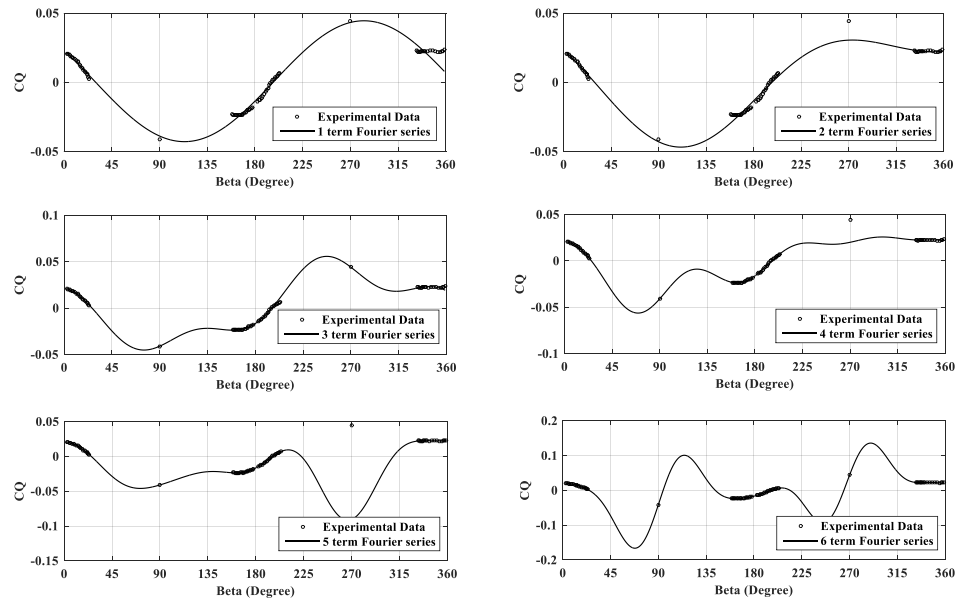 0.05
0
-0.05
CQ
0 45 90 135 180 225 270 315 360
Beta (Degree)
Experimental Data
1 term Fourier series
0.05
0
-0.05
CQ
0 45 90 135 180 225 270 315 360
Beta (Degree)
Experimental Data
2 term Fourier series
0.1
0.05
0
-0.05
CQ
0 45 90 135 180 225 270 315 360
Beta (Degree)
Experimental Data
3 term Fourier series
0.05
0
-0.05
-0.1
CQ
0 45 90 135 180 225 270 315 360
Beta (Degree)
Experimental Data
4 term Fourier series
0.05
0
-0.05
-0.1
-0.15
CQ
0 45 90 135 180 225 270 315 360
Beta (Degree)
Experimental Data
5 term Fourier series
0.2
0.1
0
-0.1
-0.2
CQ
0 45 90 135 180 225 270 315 360
Beta (Degree)
Experimental Data
6 term Fourier series